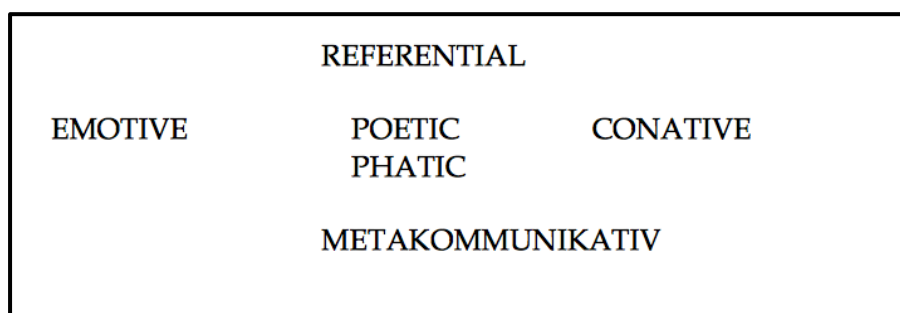 REFERENTIAL
EMOTIVE POETIC CONATIVE
PHATIC
METAKOMMUNIKATIV